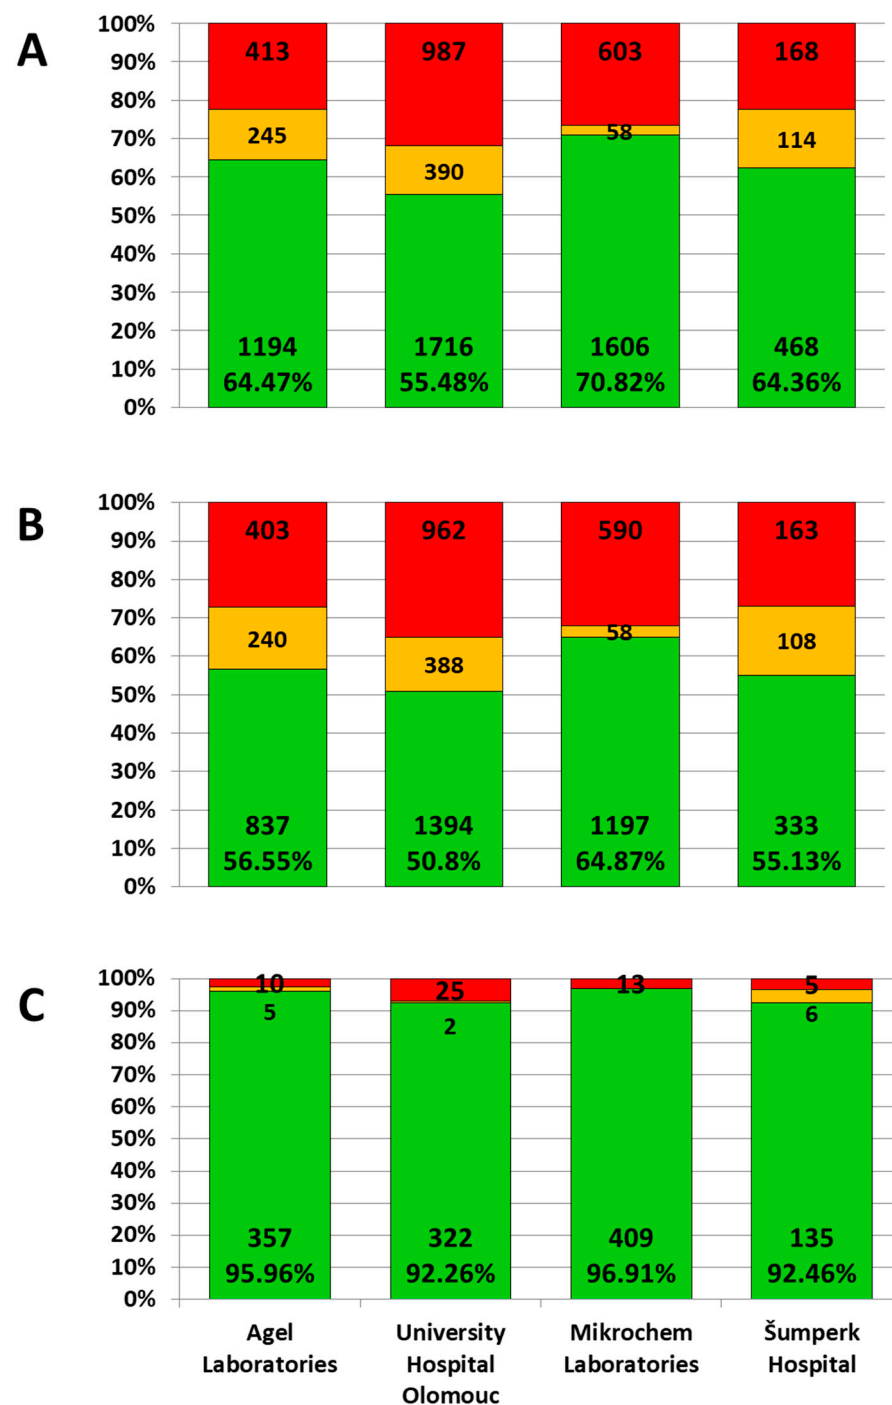 A
100%
90%
80%
70%
60%
50%
40%
30%
20%
10%
0%
413 987 603 168
245 390 58 114
1194 1716 1606 468
64.47% 55.48% 70.82% 64.36%
B
100%
90%
80%
70%
60%
50%
40%
30%
20%
10%
0%
403 962 590 163
240 388 58 108
837 1394 1197 333
56.55% 50.8% 64.87% 55.13%
C
100%
90%
80%
70%
60%
50%
40%
30%
20%
10%
0%
10 25 13 5
5 2 6
357 322 409 135
95.96% 92.26% 96.91% 92.46%
Agel
Laboratories
University
Hospital
Olomouc
Mikrochem
Laboratories
Šumperk
Hospital